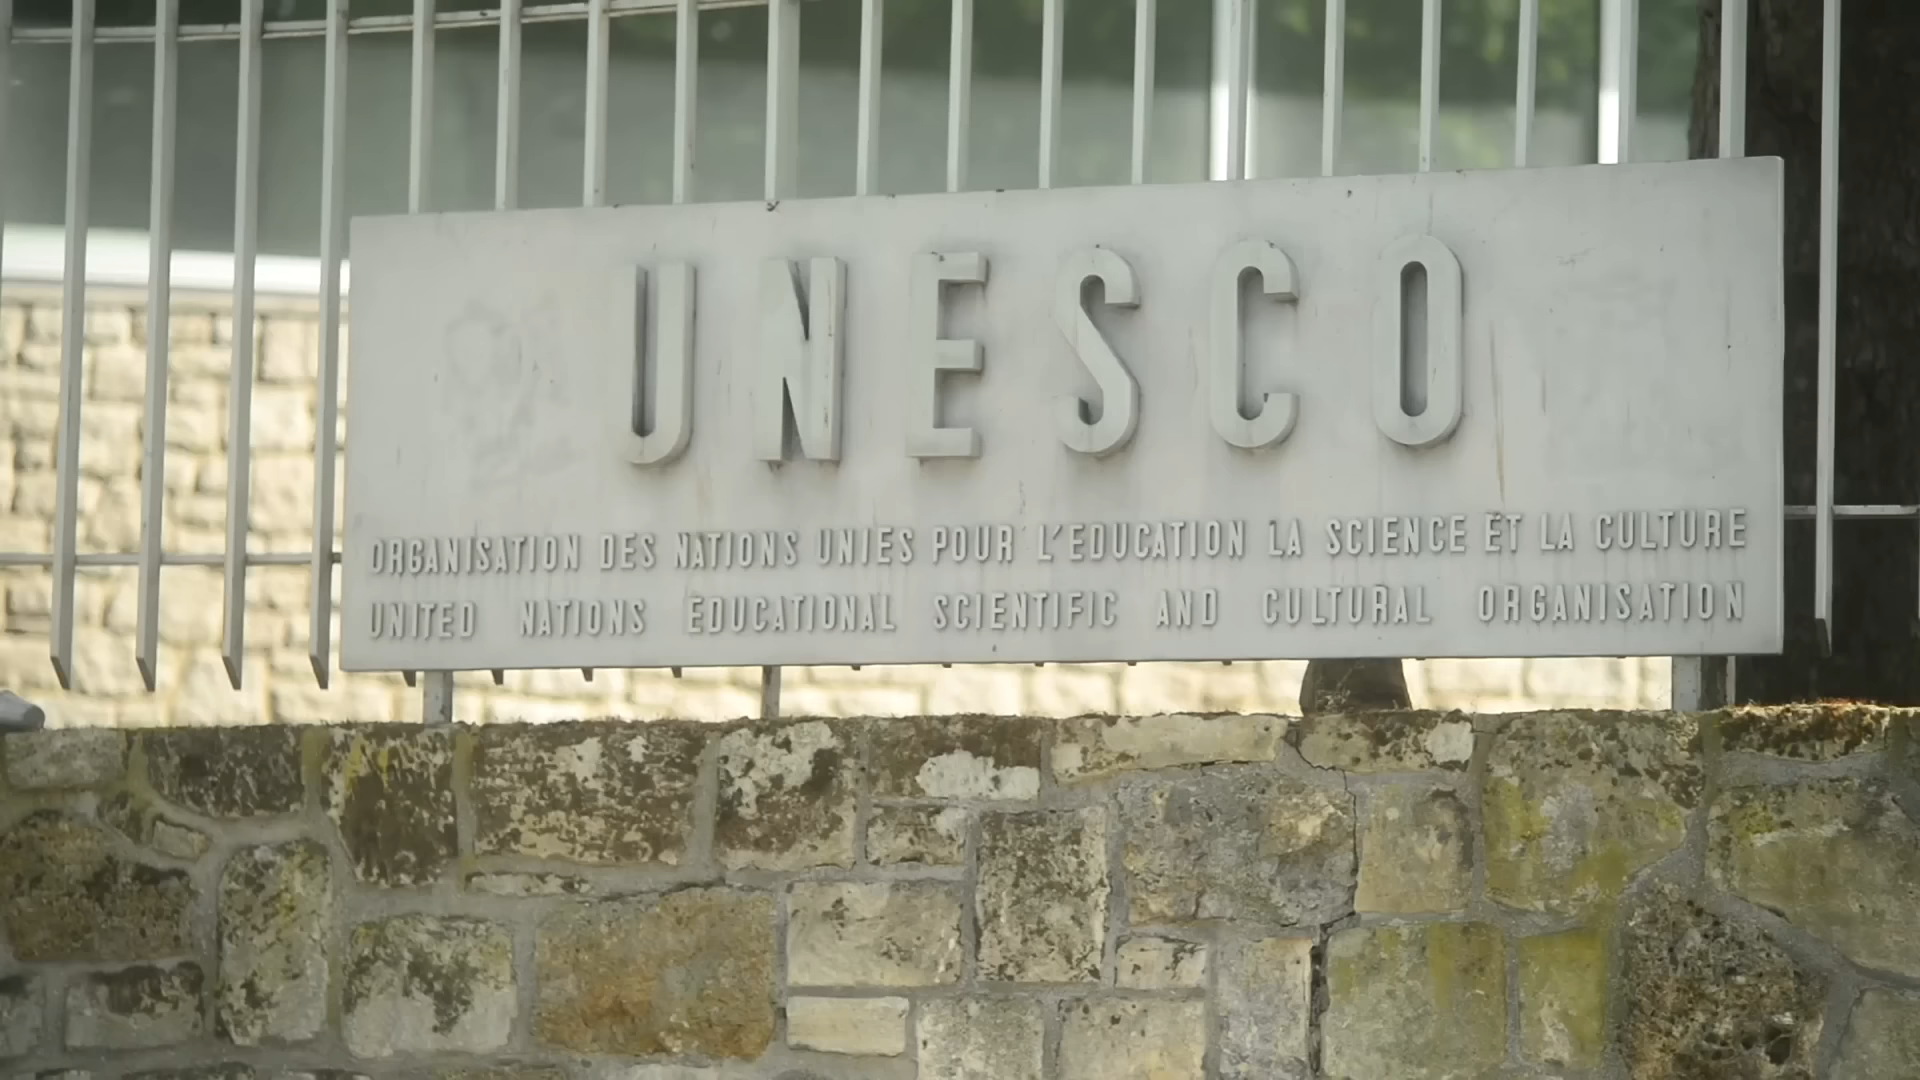 UNESCO
ORGANISATION DES NATIONS UNIES POUR L'EDUCATION LA SCIENCE ET LA CULTURE
UNITED NATIONS EDUCATIONAL SCIENTIFIC AND CULTURAL ORGANISATION